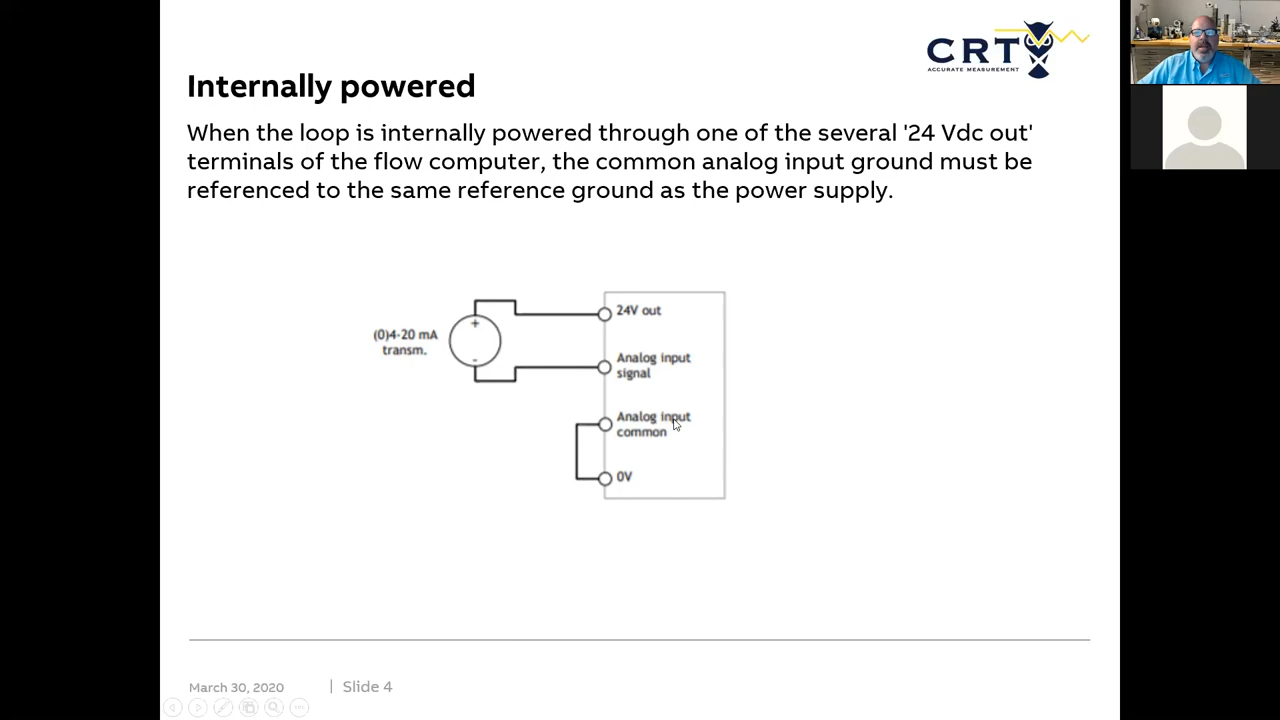 CRT
ACCURATE MEASUREMENT
Internally powered
When the loop is internally powered through one of the several '24 Vdc out'
terminals of the flow computer, the common analog input ground must be
referenced to the same reference ground as the power supply.
(0)4-20 mA
transm.
+
-
24V out
Analog input
signal
Analog input
common
0V
March 30, 2020 | Slide 4